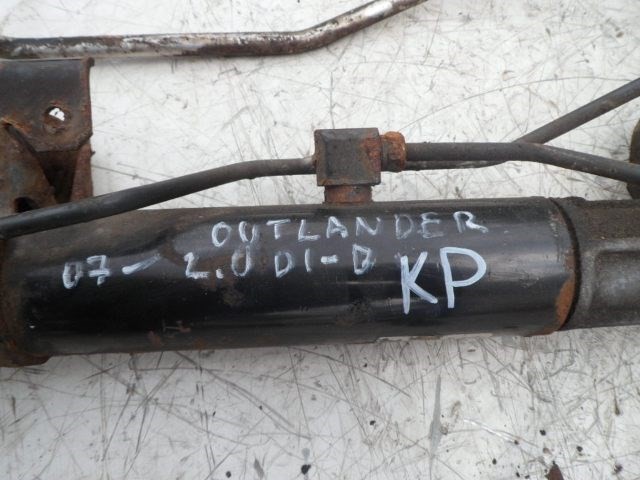 OUTLANDER
07- 2.0 DI-D KP